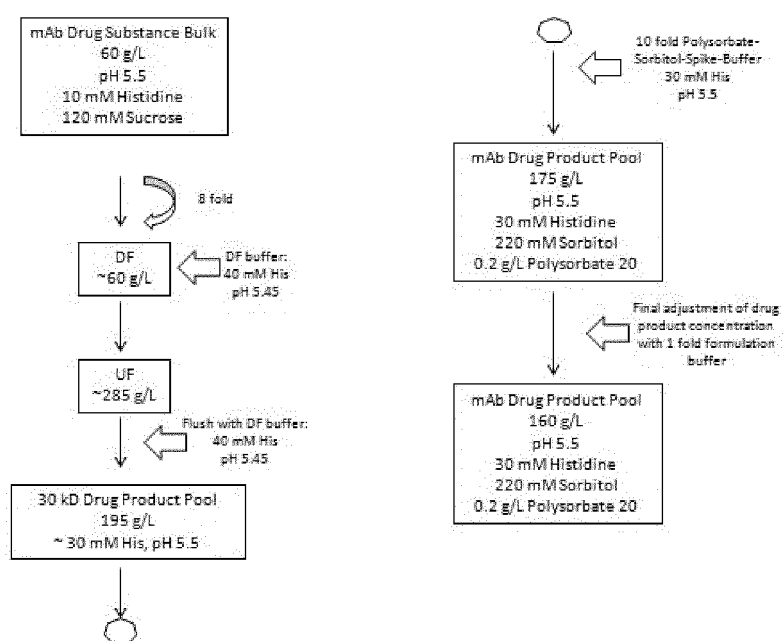 mAb Drug Substance Bulk
60 g/L
pH 5.5
10 mM Histidine
120 mM Sucrose
8 fold
DF
~60 g/L
DF buffer:
40 mM His
pH 5.45
UF
~285 g/L
Flush with DF buffer:
40 mM His
pH 5.45
30 kD Drug Product Pool
195 g/L
~ 30 mM His, pH 5.5
10 fold Polysorbate-
Sorbitol-Spike-Buffer
30 mM His
pH 5.5
mAb Drug Product Pool
175 g/L
pH 5.5
30 mM Histidine
220 mM Sorbitol
0.2 g/L Polysorbate 20
Final adjustment of drug
product concentration
with 1 fold formulation
buffer
mAb Drug Product Pool
160 g/L
pH 5.5
30 mM Histidine
220 mM Sorbitol
0.2 g/L Polysorbate 20